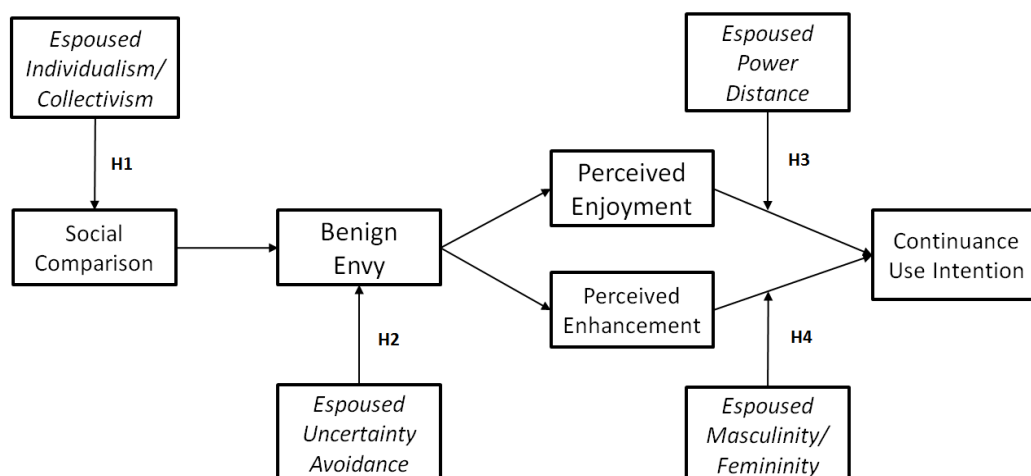 Espoused
Individualism/
Collectivism
Espoused
Power
Distance
H1
H3
Social
Comparison
Benign
Envy
Perceived
Enjoyment
Perceived
Enhancement
Continuance
Use Intention
H2
H4
Espoused
Uncertainty
Avoidance
Espoused
Masculinity/
Femininity